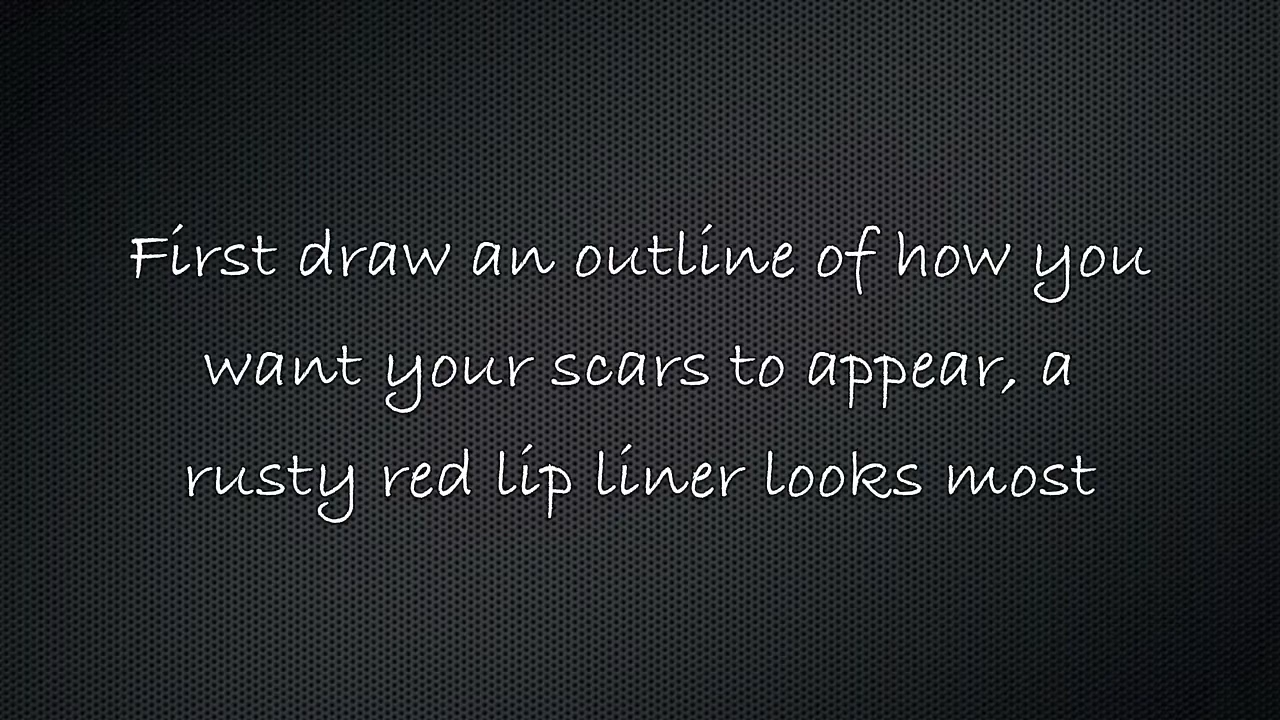 First draw an outline of how you
want your scars to appear, a
rusty red lip liner looks most